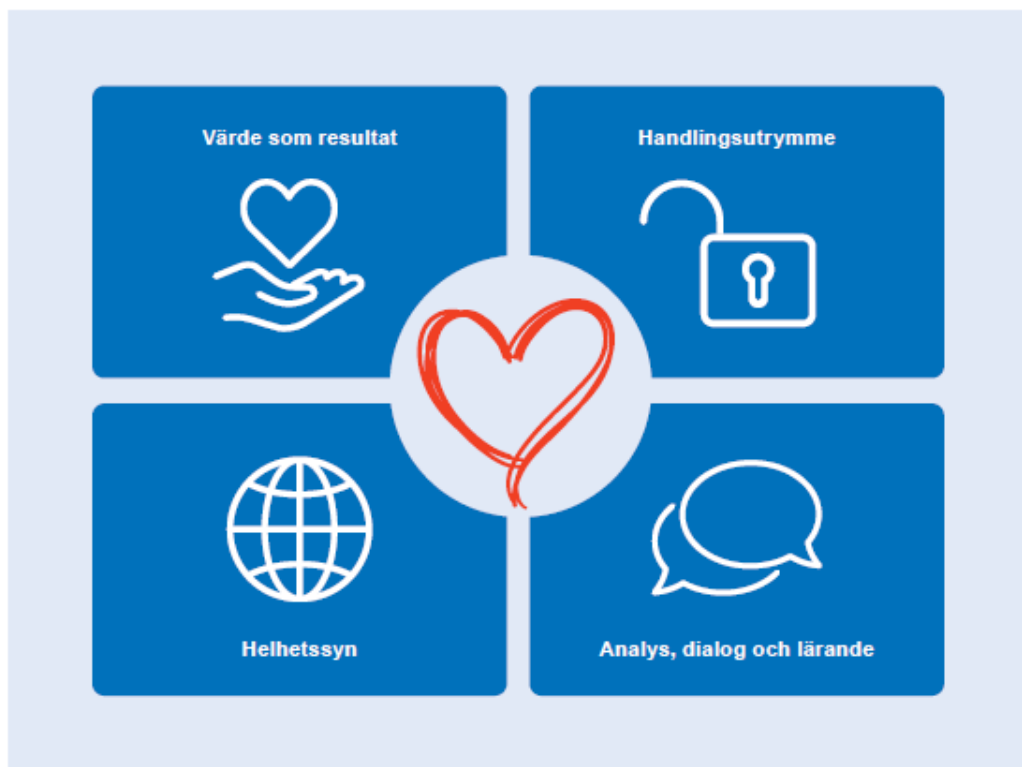 Värde som resultat
Handlingsutrymme
Helhetssyn
Analys, dialog och lärande